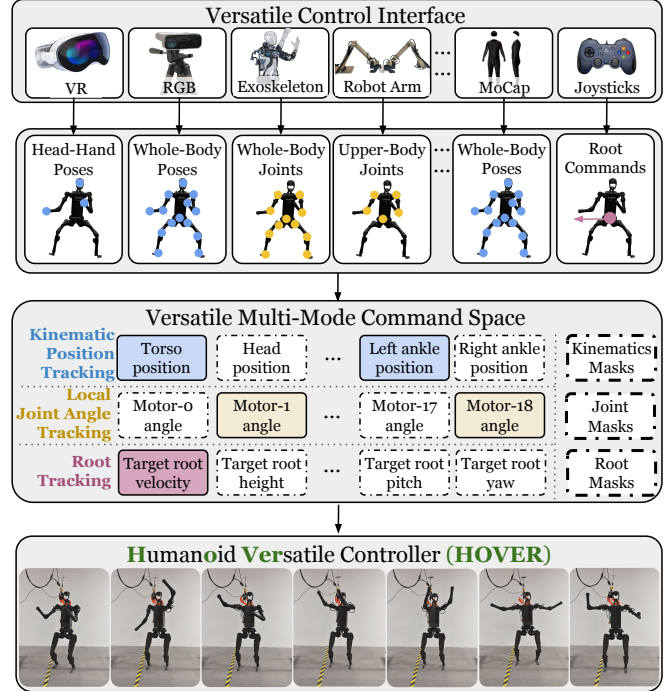 Versatile Control Interface
VR
RGB
Exoskeleton
Robot Arm
...
...
MoCap
Joysticks
Head-Hand
Poses
Whole-Body
Poses
Whole-Body
Joints
Upper-Body
Joints
...
...
Whole-Body
Poses
Root
Commands
Versatile Multi-Mode Command Space
Kinematic
Position
Tracking
Torso
position
Head
position
...
Left ankle
position
Right ankle
position
Kinematics
Masks
Local
Joint Angle
Tracking
Motor-0
angle
Motor-1
angle
...
Motor-17
angle
Motor-18
angle
Joint
Masks
Root
Tracking
Target root
velocity
Target root
height
...
Target root
pitch
Target root
yaw
Root
Masks
Humanoid Versatile Controller (HOVER)